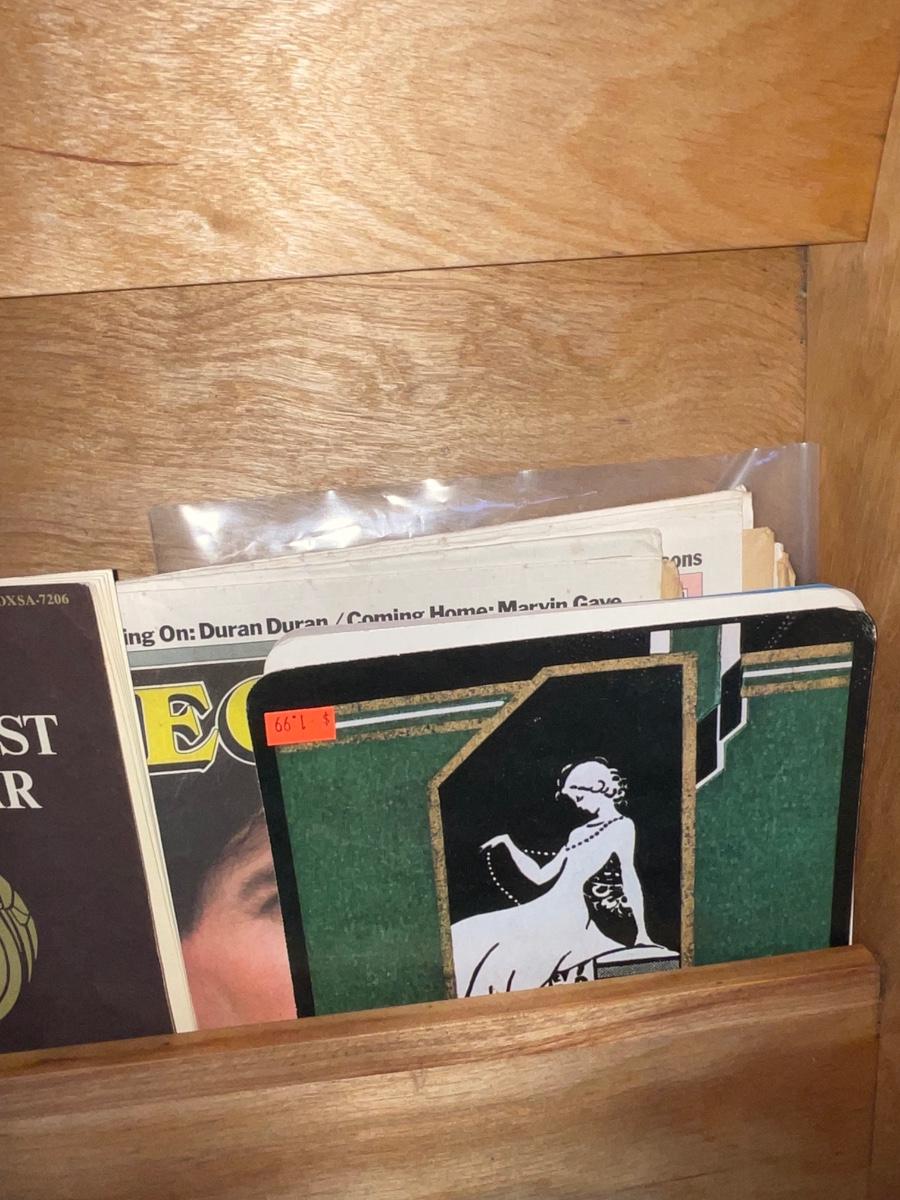 OXSA-7206
ST
AR
ing On: Duran Duran / Coming Home: Marvin Gaye
EC
sons
$ 1.99